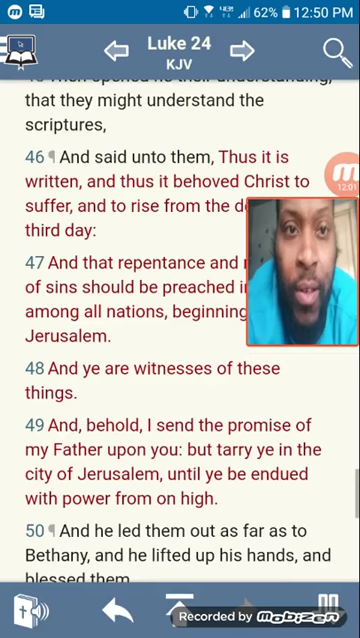 62% 12:50 PM
Luke 24
KJV
that they might understand the
scriptures,
46 ¶ And said unto them, Thus it is
written, and thus it behoved Christ to
suffer, and to rise from the
third day:
12:01
47 And that repentance and
of sins should be preached
among all nations, beginning
Jerusalem.
48 And ye are witnesses of these
things.
49 And, behold, I send the promise of
my Father upon you: but tarry ye in the
city of Jerusalem, until ye be endued
with power from on high.
50 ¶ And he led them out as far as to
Bethany, and he lifted up his hands, and
blessed them
Recorded by Mobizen